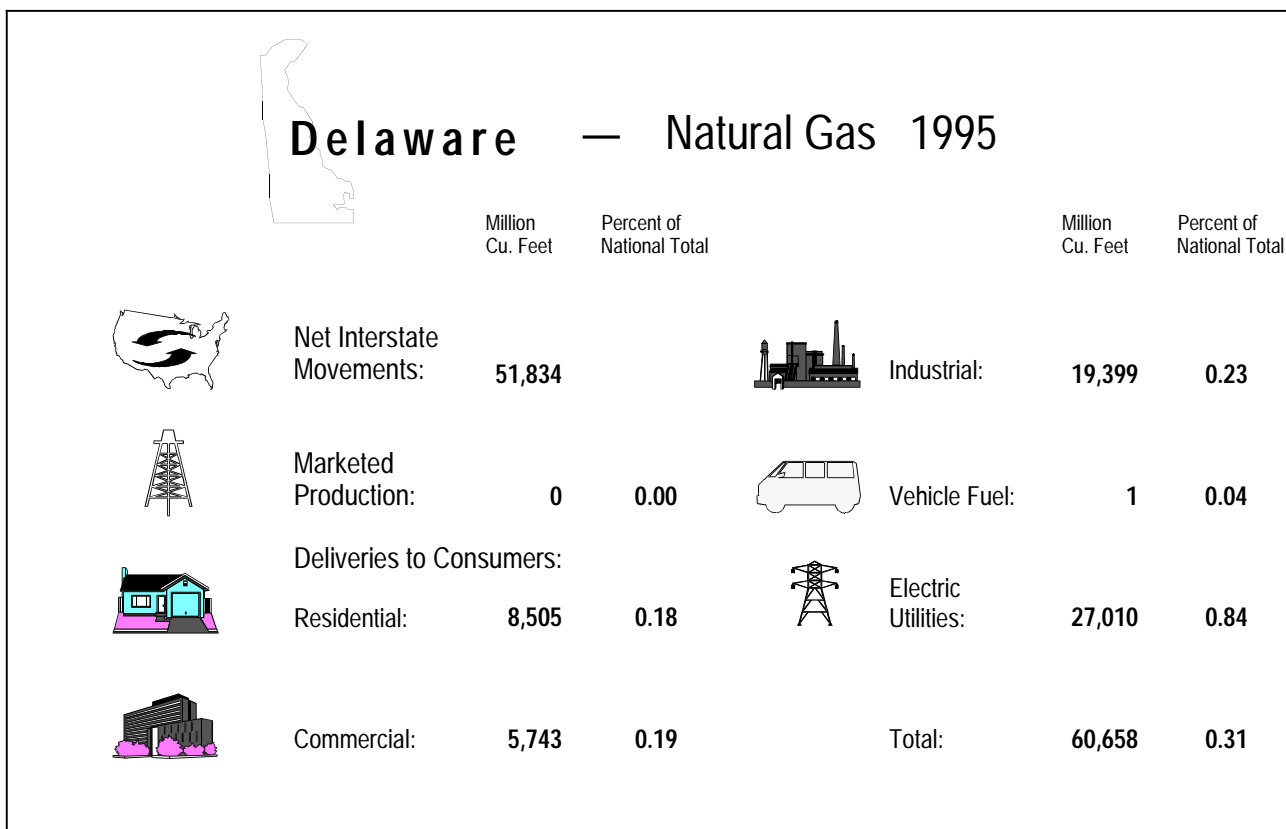 Delaware — Natural Gas 1995
Million Cu. Feet Percent of National Total
Million Cu. Feet Percent of National Total
Net Interstate
Movements: 51,834
Marketed
Production: 0 0.00
Deliveries to Consumers:
Residential: 8,505 0.18
Commercial: 5,743 0.19
Industrial: 19,399 0.23
Vehicle Fuel: 1 0.04
Electric
Utilities: 27,010 0.84
Total: 60,658 0.31